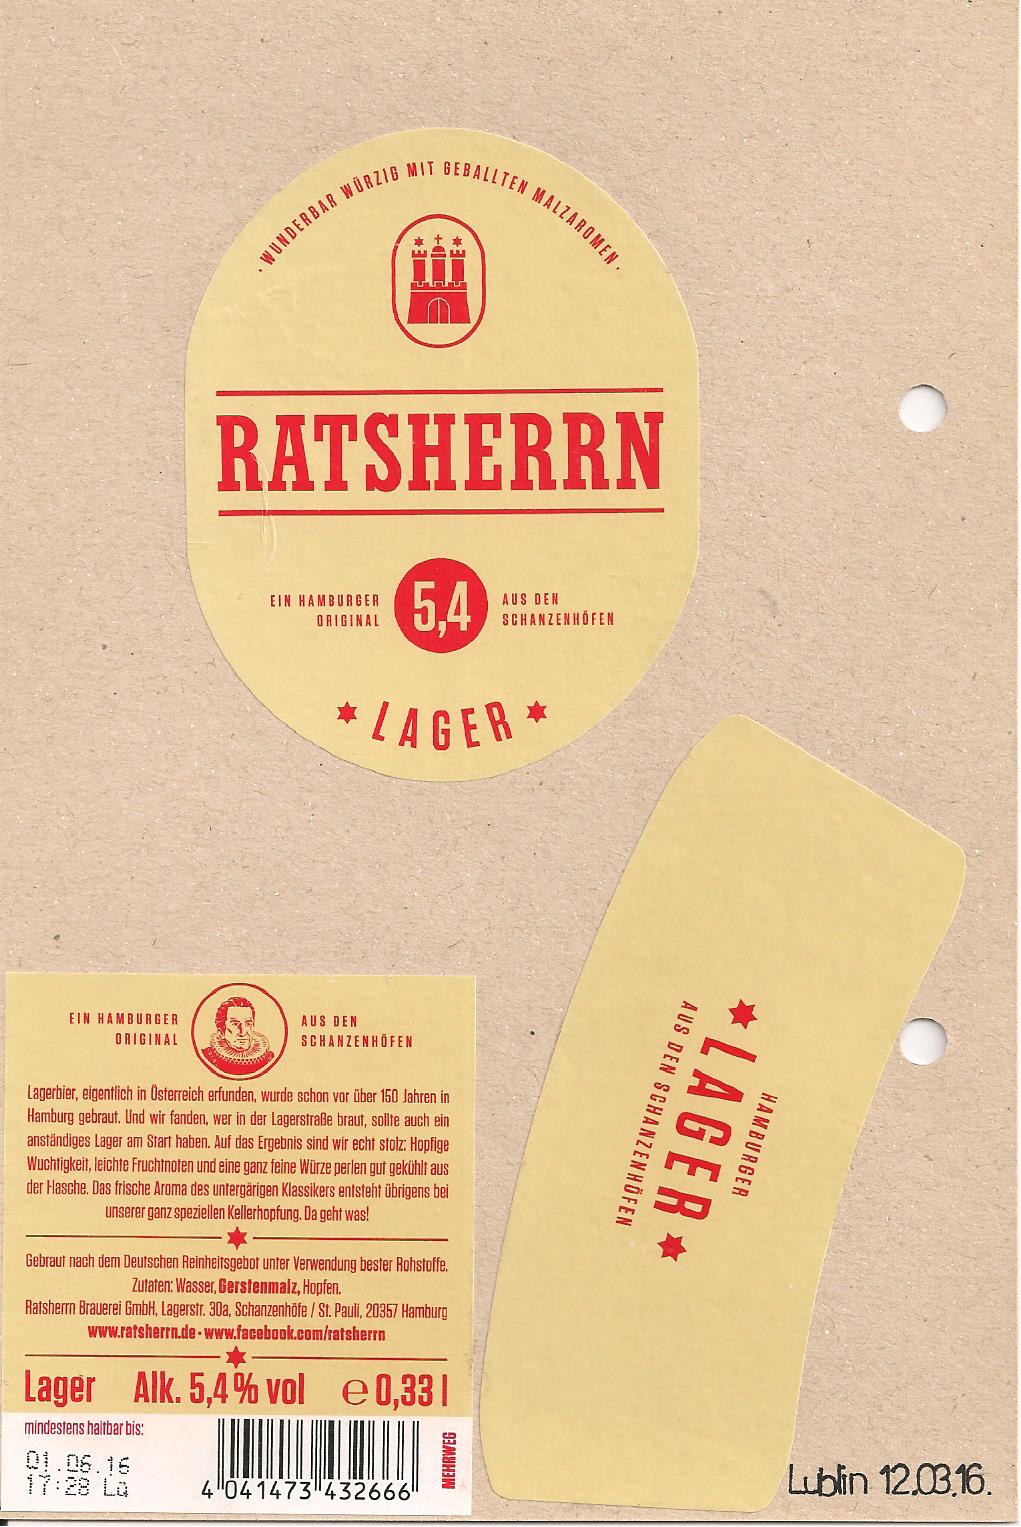 · WUNDERBAR WÜRZIG MIT GEBALLTEN MALZAROMEN ·
RATSHERRN
EIN HAMBURGER
ORIGINAL
5,4
AUS DEN
SCHANZENHÖFEN
LAGER
HAMBURGER
LAGER
AUS DEN SCHANZENHÖFEN
EIN HAMBURGER
ORIGINAL
AUS DEN
SCHANZENHÖFEN
Lagerbier, eigentlich in Österreich erfunden, wurde schon vor über 150 Jahren in
Hamburg gebraut. Und wir fanden, wer in der Lagerstraße braut, sollte auch ein
anständiges Lager am Start haben. Auf das Ergebnis sind wir echt stolz: Hopfige
Wuchtigkeit, leichte Fruchtnoten und eine ganz feine Würze perlen gut gekühlt aus
der Flasche. Das frische Aroma des untergärigen Klassikers entsteht übrigens bei
unserer ganz speziellen Kellerhopfung. Da geht was!
Gebraut nach dem Deutschen Reinheitsgebot unter Verwendung bester Rohstoffe.
Zutaten: Wasser, Gerstenmalz, Hopfen.
Ratsherrn Brauerei GmbH, Lagerstr. 30a, Schanzenhöfe / St. Pauli, 20357 Hamburg
www.ratsherrn.de · www.facebook.com/ratsherrn
Lager Alk. 5,4% vol ℮ 0,33 l
mindestens haltbar bis:
01.06.16
17:28 La
4 041473 432666
MEHRWEG
Lublin 12.03.16.